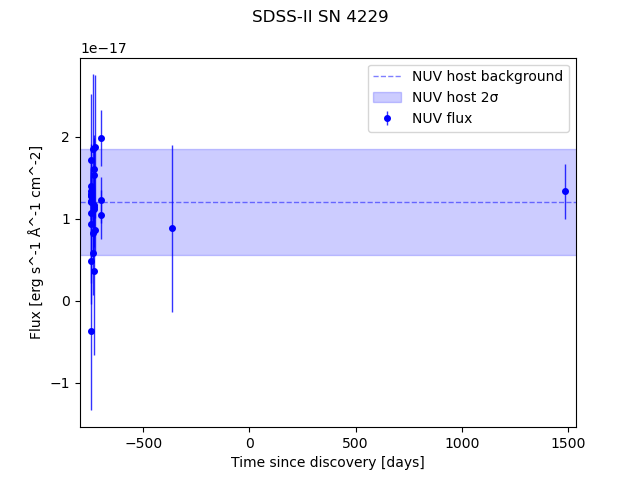 SDSS-II SN 4229
1e−17
NUV host background
NUV host 2σ
NUV flux
2
1
0
−1
Flux [erg s^-1 Å^-1 cm^-2]
−500
0
500
1000
1500
Time since discovery [days]